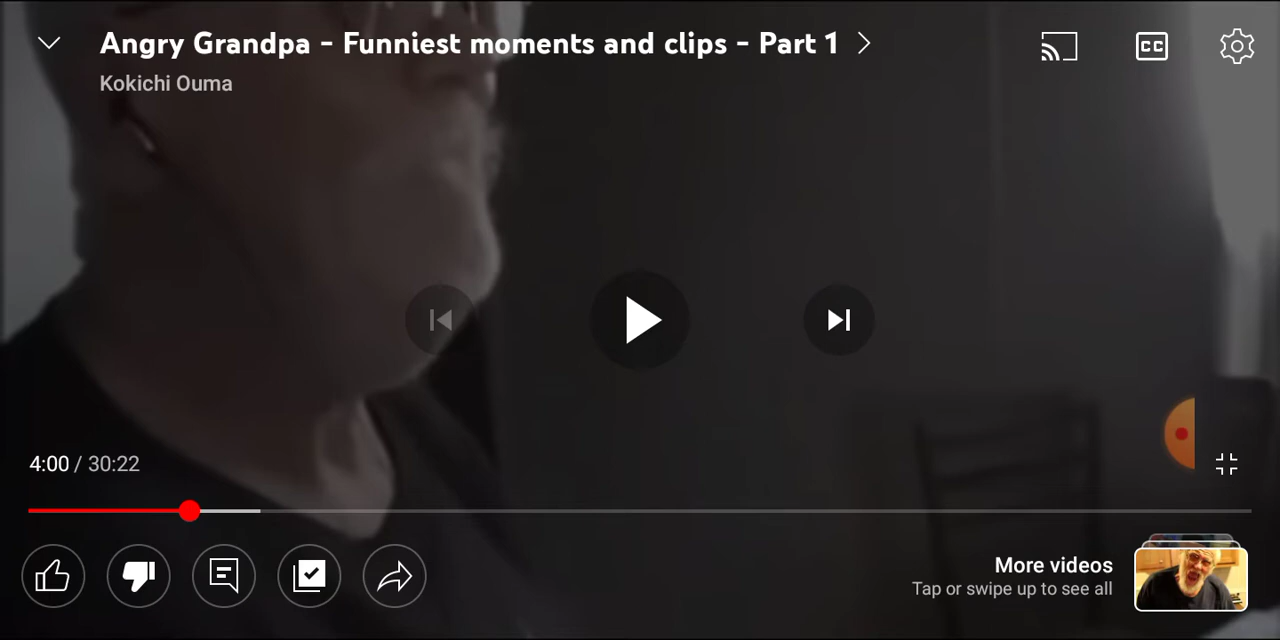 Angry Grandpa - Funniest moments and clips - Part 1
Kokichi Ouma
CC
4:00 / 30:22
More videos
Tap or swipe up to see all